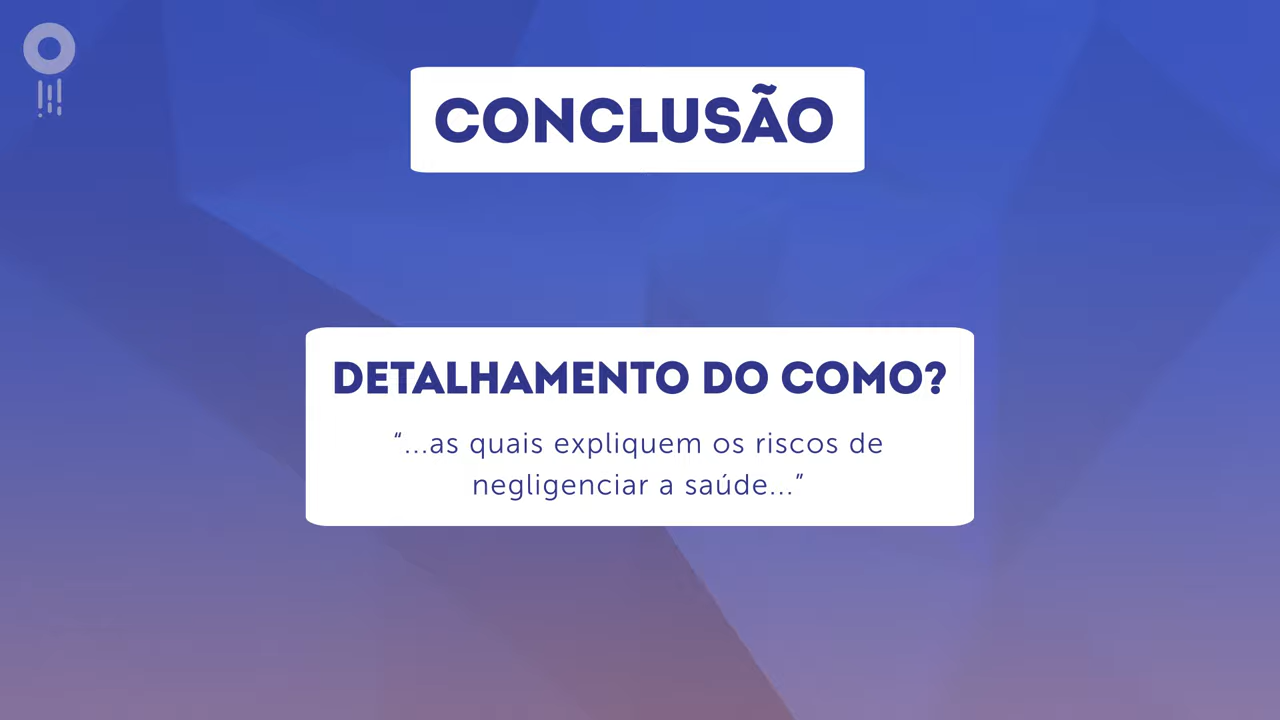 CONCLUSÃO
DETALHAMENTO DO COMO?
“...as quais expliquem os riscos de
negligenciar a saúde...”